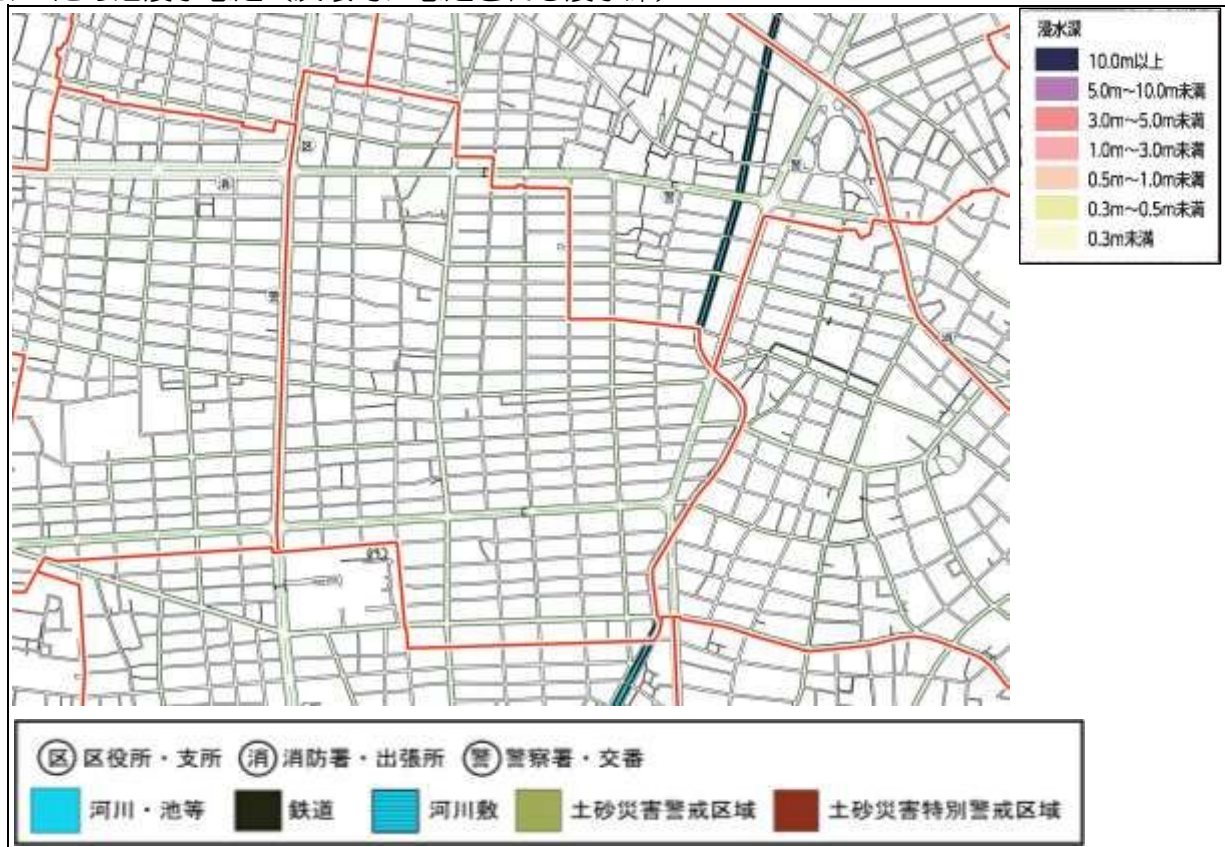 浸水深
10.0m以上
5.0m～10.0m未満
3.0m～5.0m未満
1.0m～3.0m未満
0.5m～1.0m未満
0.3m～0.5m未満
0.3m未満
区
消
警
警
警
消
区 区役所・支所 消 消防署・出張所 警 警察署・交番
河川・池等 鉄道 河川敷 土砂災害警戒区域 土砂災害特別警戒区域